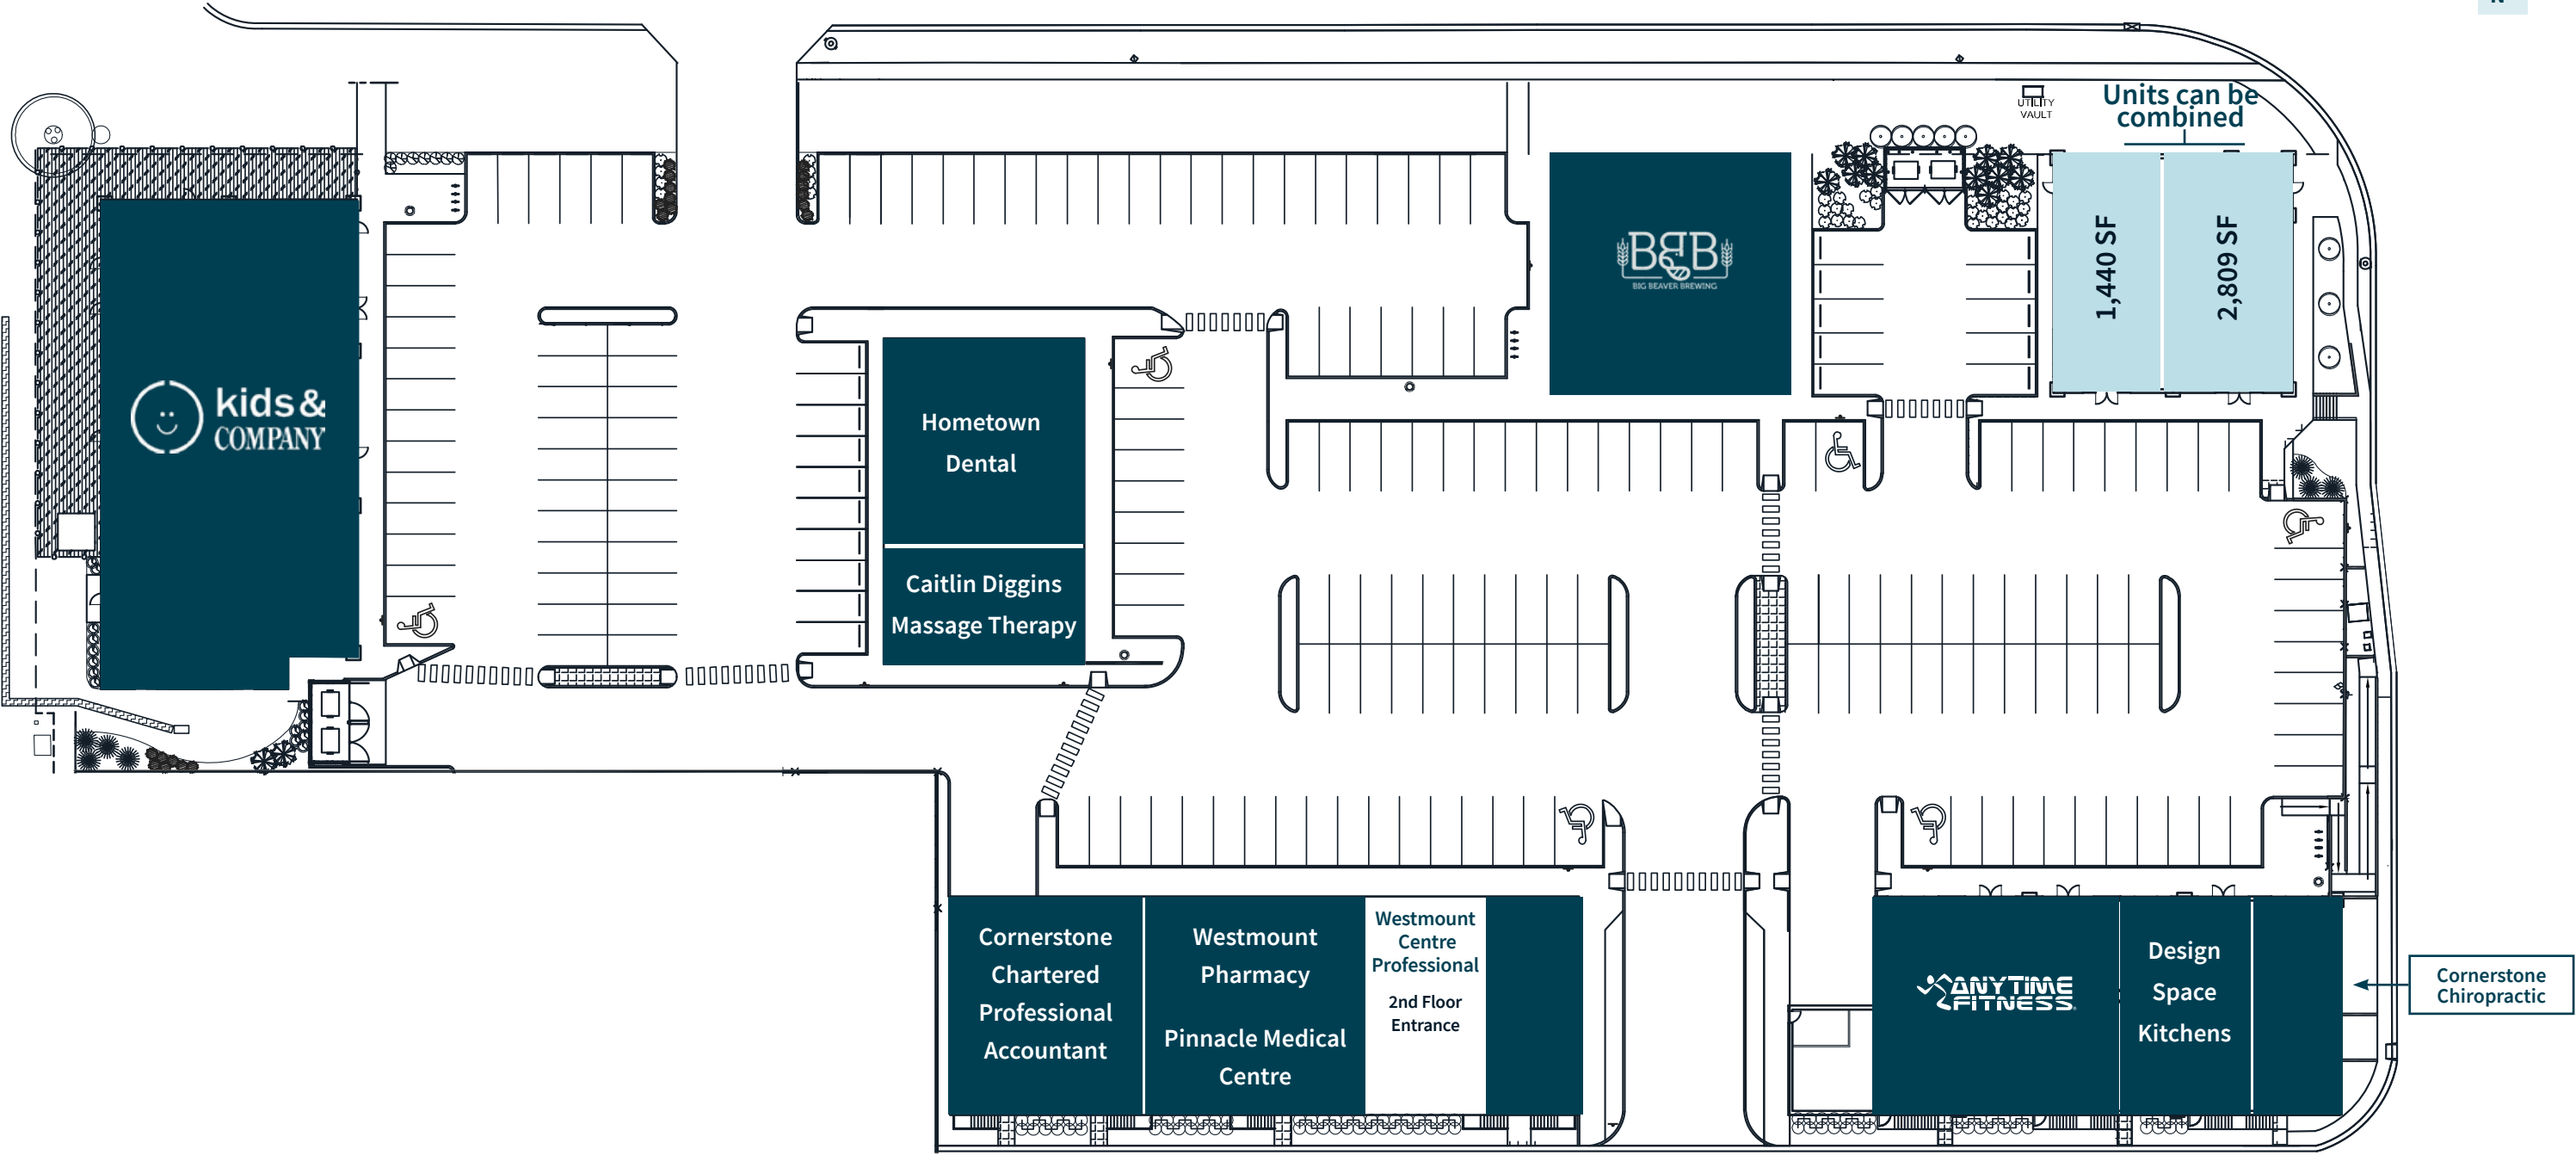 N
UTILITY
VAULT
Units can be
combined
1,440 SF
2,809 SF
BBB
BIG BEAVER BREWING
kids &
COMPANY
Hometown
Dental
Caitlin Diggins
Massage Therapy
Cornerstone
Chartered
Professional
Accountant
Westmount
Pharmacy
Pinnacle Medical
Centre
Westmount
Centre
Professional
2nd Floor
Entrance
ANYTIME
FITNESS
Design
Space
Kitchens
Cornerstone
Chiropractic